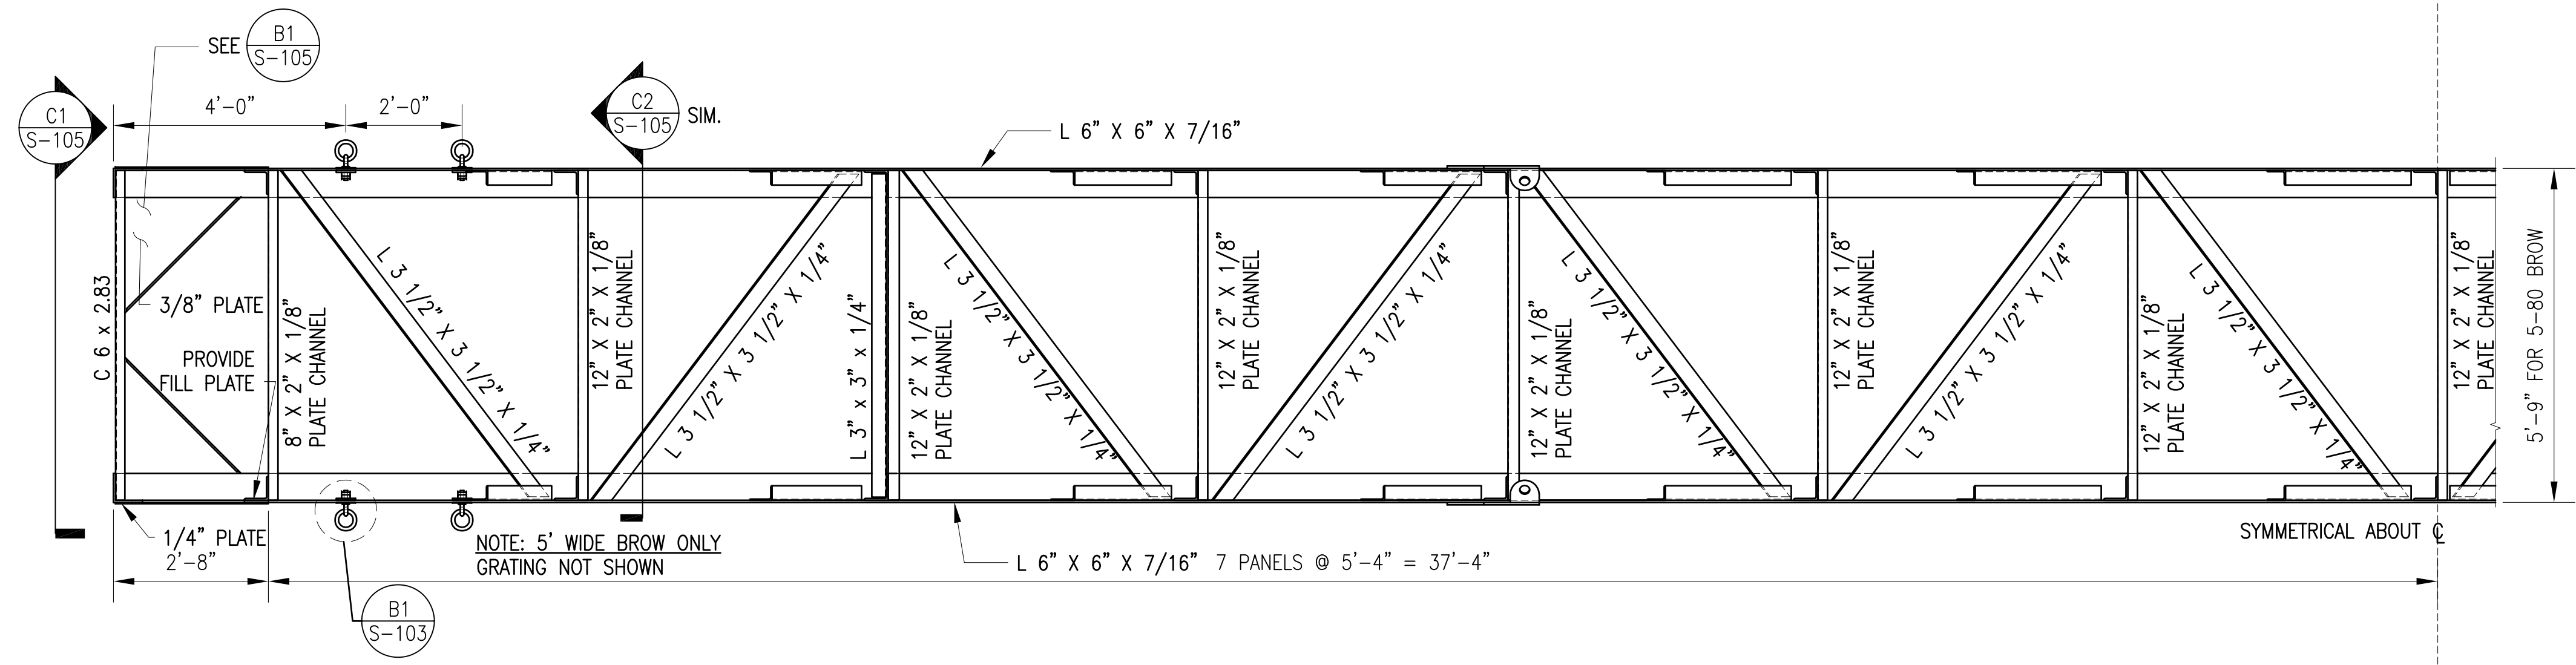 SEE
B1
S-105
C1
S-105
4'-0"
2'-0"
C2
S-105
SIM.
L 6" X 6" X 7/16"
C 6 x 2.83
3/8" PLATE
PROVIDE
FILL PLATE
8" X 2" X 1/8"
PLATE CHANNEL
L 3 1/2" X 3 1/2" X 1/4"
12" X 2" X 1/8"
PLATE CHANNEL
L 3 1/2" X 3 1/2" X 1/4"
L 3" x 3" x 1/4"
12" X 2" X 1/8"
PLATE CHANNEL
L 3 1/2" X 3 1/2" X 1/4"
12" X 2" X 1/8"
PLATE CHANNEL
L 3 1/2" X 3 1/2" X 1/4"
12" X 2" X 1/8"
PLATE CHANNEL
L 3 1/2" X 3 1/2" X 1/4"
12" X 2" X 1/8"
PLATE CHANNEL
L 3 1/2" X 3 1/2" X 1/4"
12" X 2" X 1/8"
PLATE CHANNEL
L 3 1/2" X 3 1/2" X 1/4"
12" X 2" X 1/8"
PLATE CHANNEL
5'-9" FOR 5-80 BROW
1/4" PLATE
2'-8"
NOTE: 5' WIDE BROW ONLY
GRATING NOT SHOWN
L 6" X 6" X 7/16"
7 PANELS @ 5'-4" = 37'-4"
SYMMETRICAL ABOUT ℄
B1
S-103